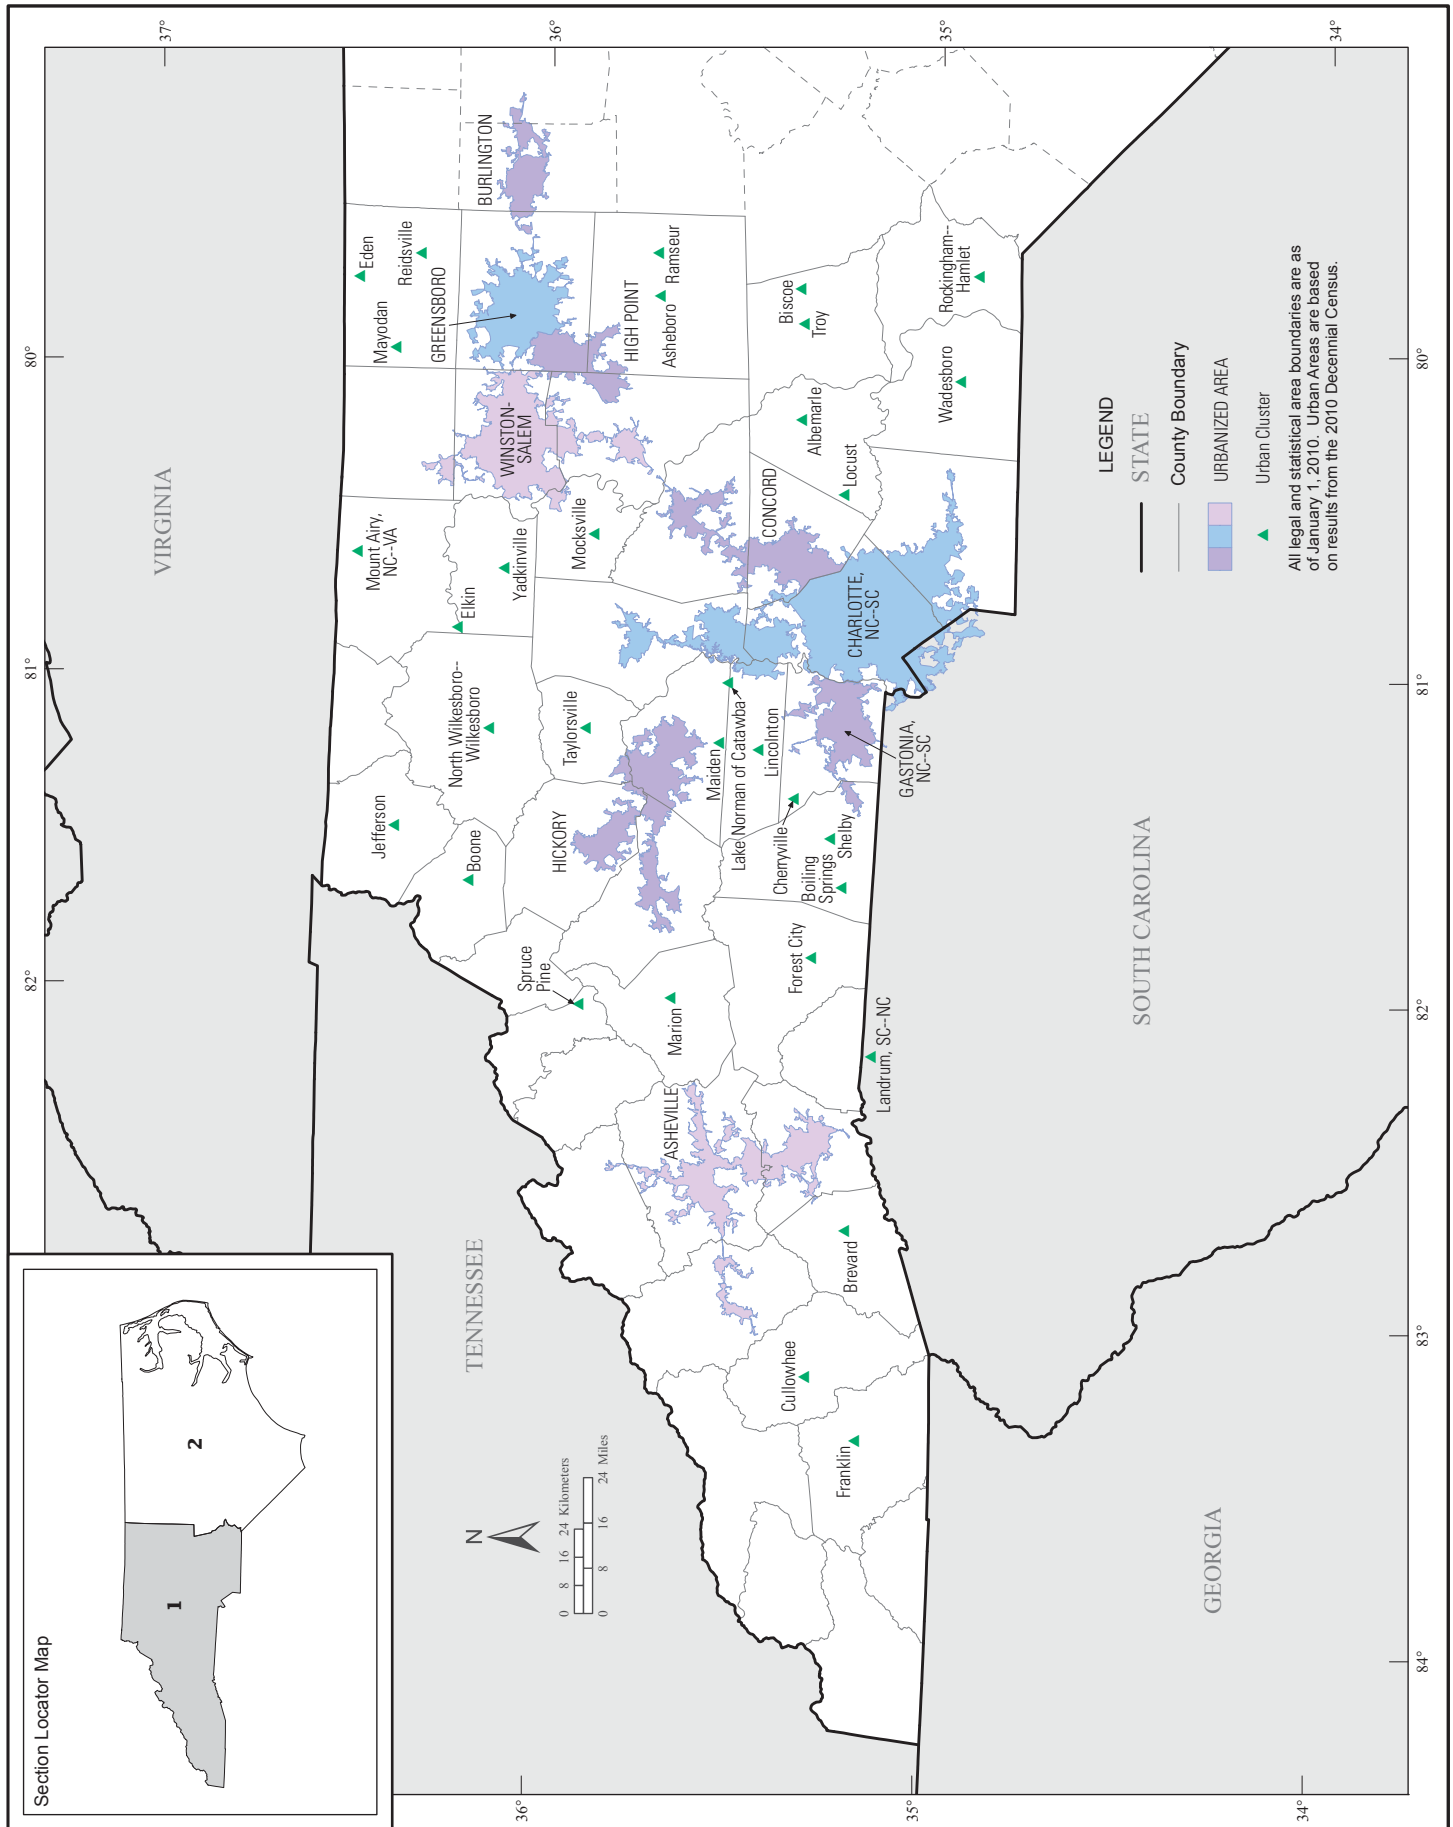 Section Locator Map
1
2
37°
36°
35°
34°
36°
35°
34°
82°
81°
80°
84°
83°
82°
81°
80°
VIRGINIA
TENNESSEE
GEORGIA
SOUTH CAROLINA
N
0 8 16 24 Kilometers
0 8 16 24 Miles
Jefferson
Boone
North Wilkesboro--
Wilkesboro
Mount Airy,
NC--VA
Elkin
Yadkinville
Mocksville
Mayodan
Eden
Reidsville
GREENSBORO
BURLINGTON
WINSTON-
SALEM
HIGH POINT
Asheboro
Ramseur
Taylorsville
HICKORY
Spruce
Pine
Marion
ASHEVILLE
Maiden
Lake Norman of Catawba
Lincolnton
Cherryville
Boiling
Springs
Shelby
Forest City
Landrum, SC--NC
Brevard
Cullowhee
Franklin
GASTONIA,
NC--SC
CHARLOTTE,
NC--SC
CONCORD
Locust
Albemarle
Biscoe
Troy
Wadesboro
Rockingham--
Hamlet
LEGEND
STATE
County Boundary
URBANIZED AREA
Urban Cluster
All legal and statistical area boundaries are as
of January 1, 2010. Urban Areas are based
on results from the 2010 Decennial Census.